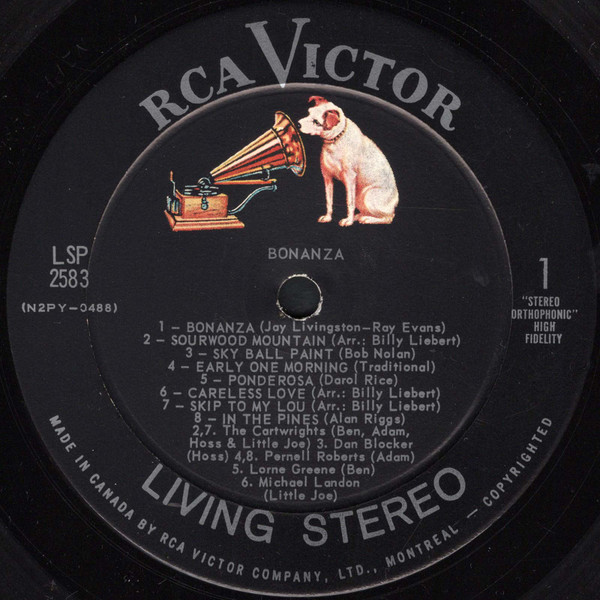 RCA VICTOR
BONANZA
LSP
2583
(N2PY-0488)
1
"STEREO
ORTHOPHONIC"
HIGH
FIDELITY
1 – BONANZA (Jay Livingston–Ray Evans)
2 – SOURWOOD MOUNTAIN (Arr.: Billy Liebert)
3 – SKY BALL PAINT (Bob Nolan)
4 – EARLY ONE MORNING (Traditional)
5 – PONDEROSA (Darol Rice)
6 – CARELESS LOVE (Arr.: Billy Liebert)
7 – SKIP TO MY LOU (Arr.: Billy Liebert)
8 – IN THE PINES (Alan Riggs)
2,7. The Cartwrights (Ben, Adam,
Hoss & Little Joe) 3. Dan Blocker
(Hoss) 4,8. Pernell Roberts (Adam)
5. Lorne Greene (Ben)
6. Michael Landon
(Little Joe)
LIVING STEREO
MADE IN CANADA BY RCA VICTOR COMPANY, LTD., MONTREAL – COPYRIGHTED